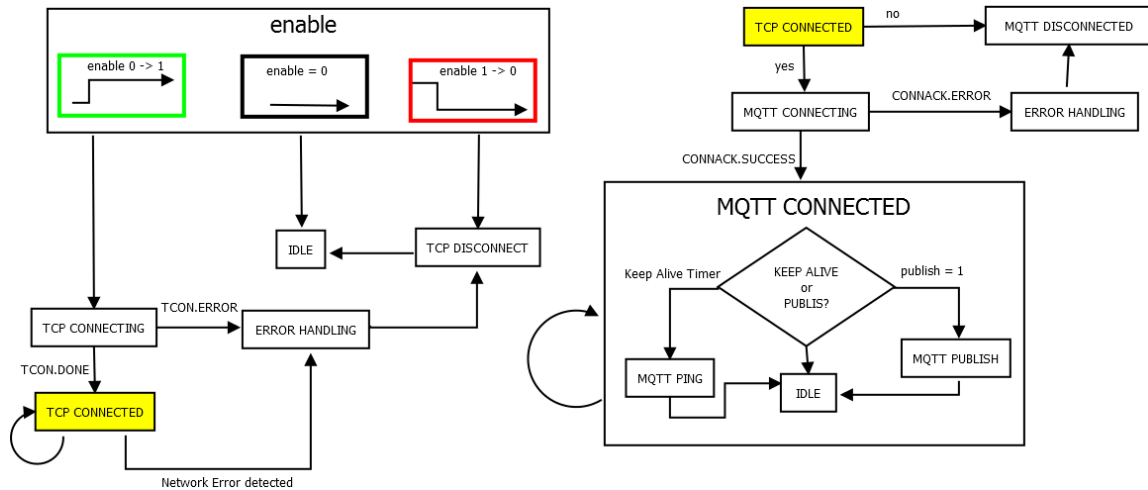 enable
enable 0 -> 1
enable = 0
enable 1 -> 0
IDLE
TCP DISCONNECT
TCP CONNECTING
TCON.ERROR
ERROR HANDLING
TCON.DONE
TCP CONNECTED
Network Error detected
TCP CONNECTED
no
MQTT DISCONNECTED
yes
MQTT CONNECTING
CONNACK.ERROR
ERROR HANDLING
CONNACK.SUCCESS
MQTT CONNECTED
Keep Alive Timer
KEEP ALIVE
or
PUBLIS?
publish = 1
MQTT PING
IDLE
MQTT PUBLISH